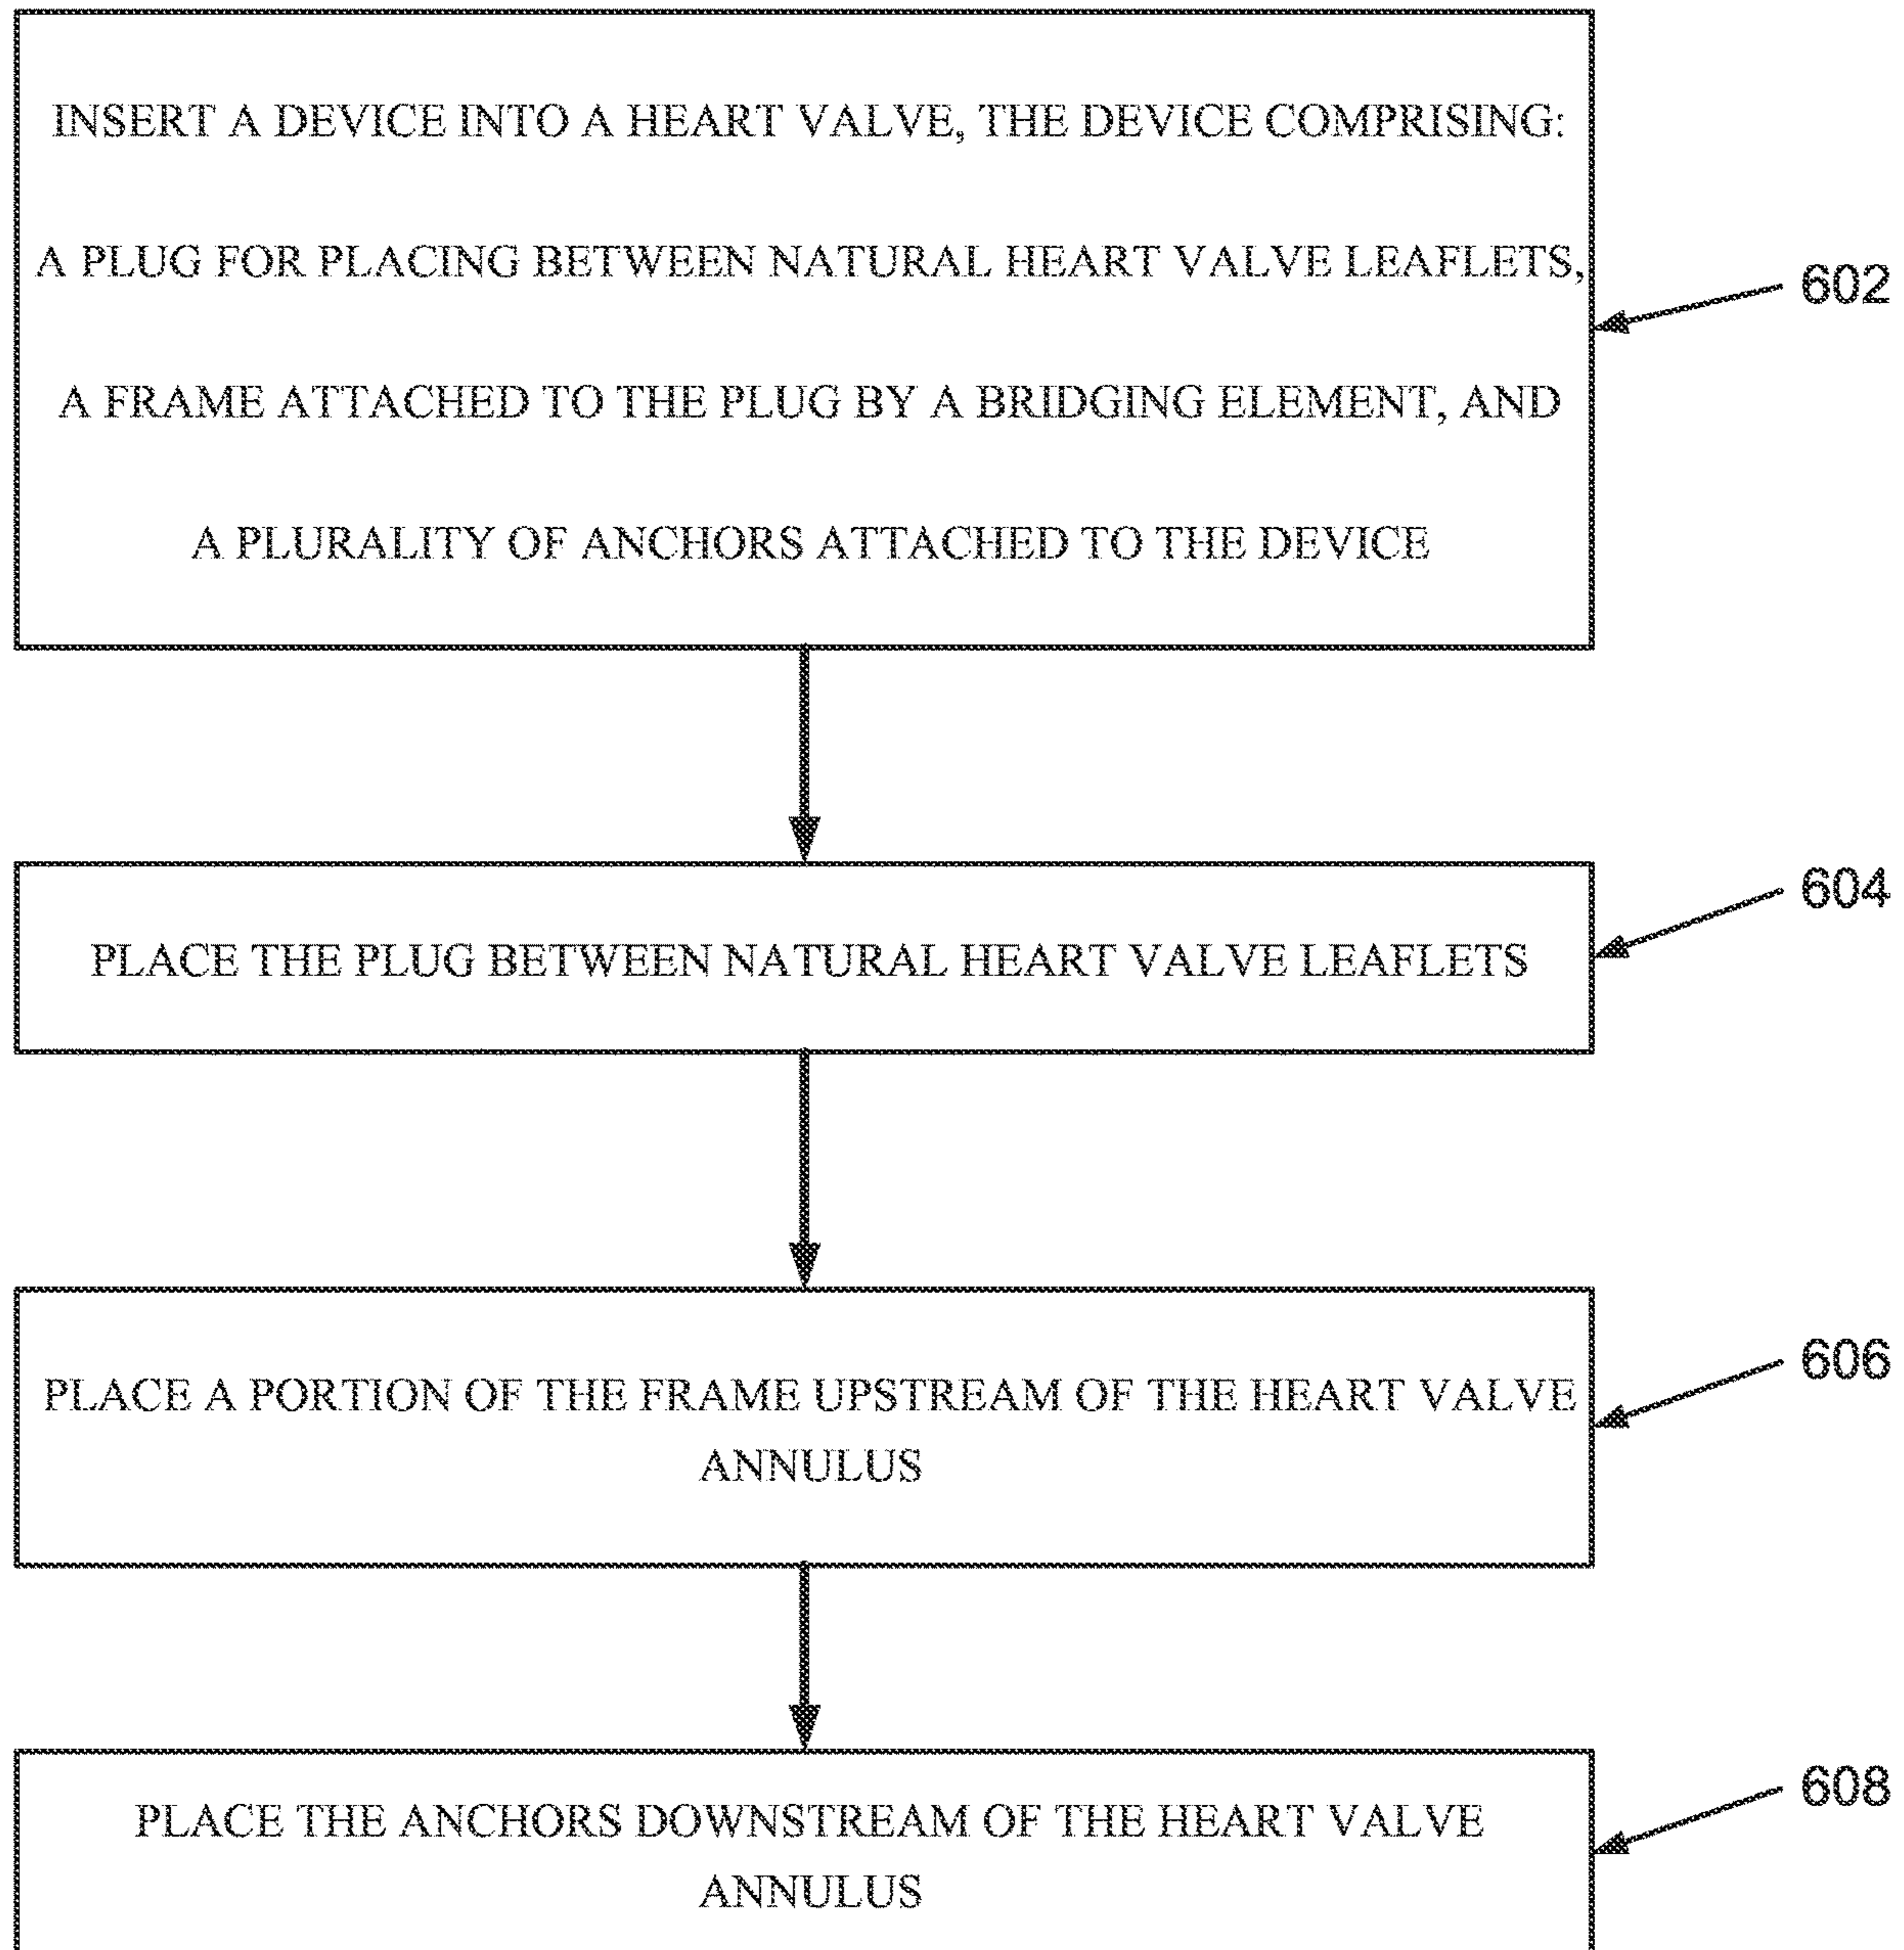 INSERT A DEVICE INTO A HEART VALVE, THE DEVICE COMPRISING:
A PLUG FOR PLACING BETWEEN NATURAL HEART VALVE LEAFLETS,
602
A FRAME ATTACHED TO THE PLUG BY A BRIDGING ELEMENT, AND
A PLURALITY OF ANCHORS ATTACHED TO THE DEVICE
604
PLACE THE PLUG BETWEEN NATURAL HEART VALVE LEAFLETS
606
PLACE A PORTION OF THE FRAME UPSTREAM OF THE HEART VALVE
ANNULUS
608
PLACE THE ANCHORS DOWNSTREAM OF THE HEART VALVE
ANNULUS